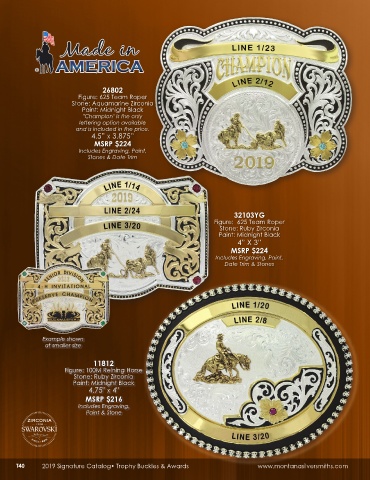 Made in
AMERICA
26802
Figure: 625 Team Roper
Stone: Aquamarine Zirconia
Paint: Midnight Black
"Champion" is the only
lettering option available
and is included in the price.
4.5" x 3.875"
MSRP $224
Includes Engraving, Paint,
Stones & Date Trim
LINE 1/23
CHAMPION
LINE 2/12
2019
LINE 1/14
2019
LINE 2/24
LINE 3/20
32103YG
Figure: 625 Team Roper
Stone: Ruby Zirconia
Paint: Midnight Black
4" X 3"
MSRP $224
Includes Engraving, Paint,
Date Trim & Stones
JUNIOR DIVISION
INVITATIONAL
CHAMPION
Example shown
at smaller size
11812
Figure: 100M Reining Horse
Stone: Ruby Zirconia
Paint: Midnight Black
4.75" x 4"
MSRP $216
Includes Engraving,
Paint & Stone
LINE 1/20
LINE 2/8
LINE 3/20
ZIRCONIA
SWAROVSKI
140 2019 Signature Catalog • Trophy Buckles & Awards www.montanasilversmiths.com